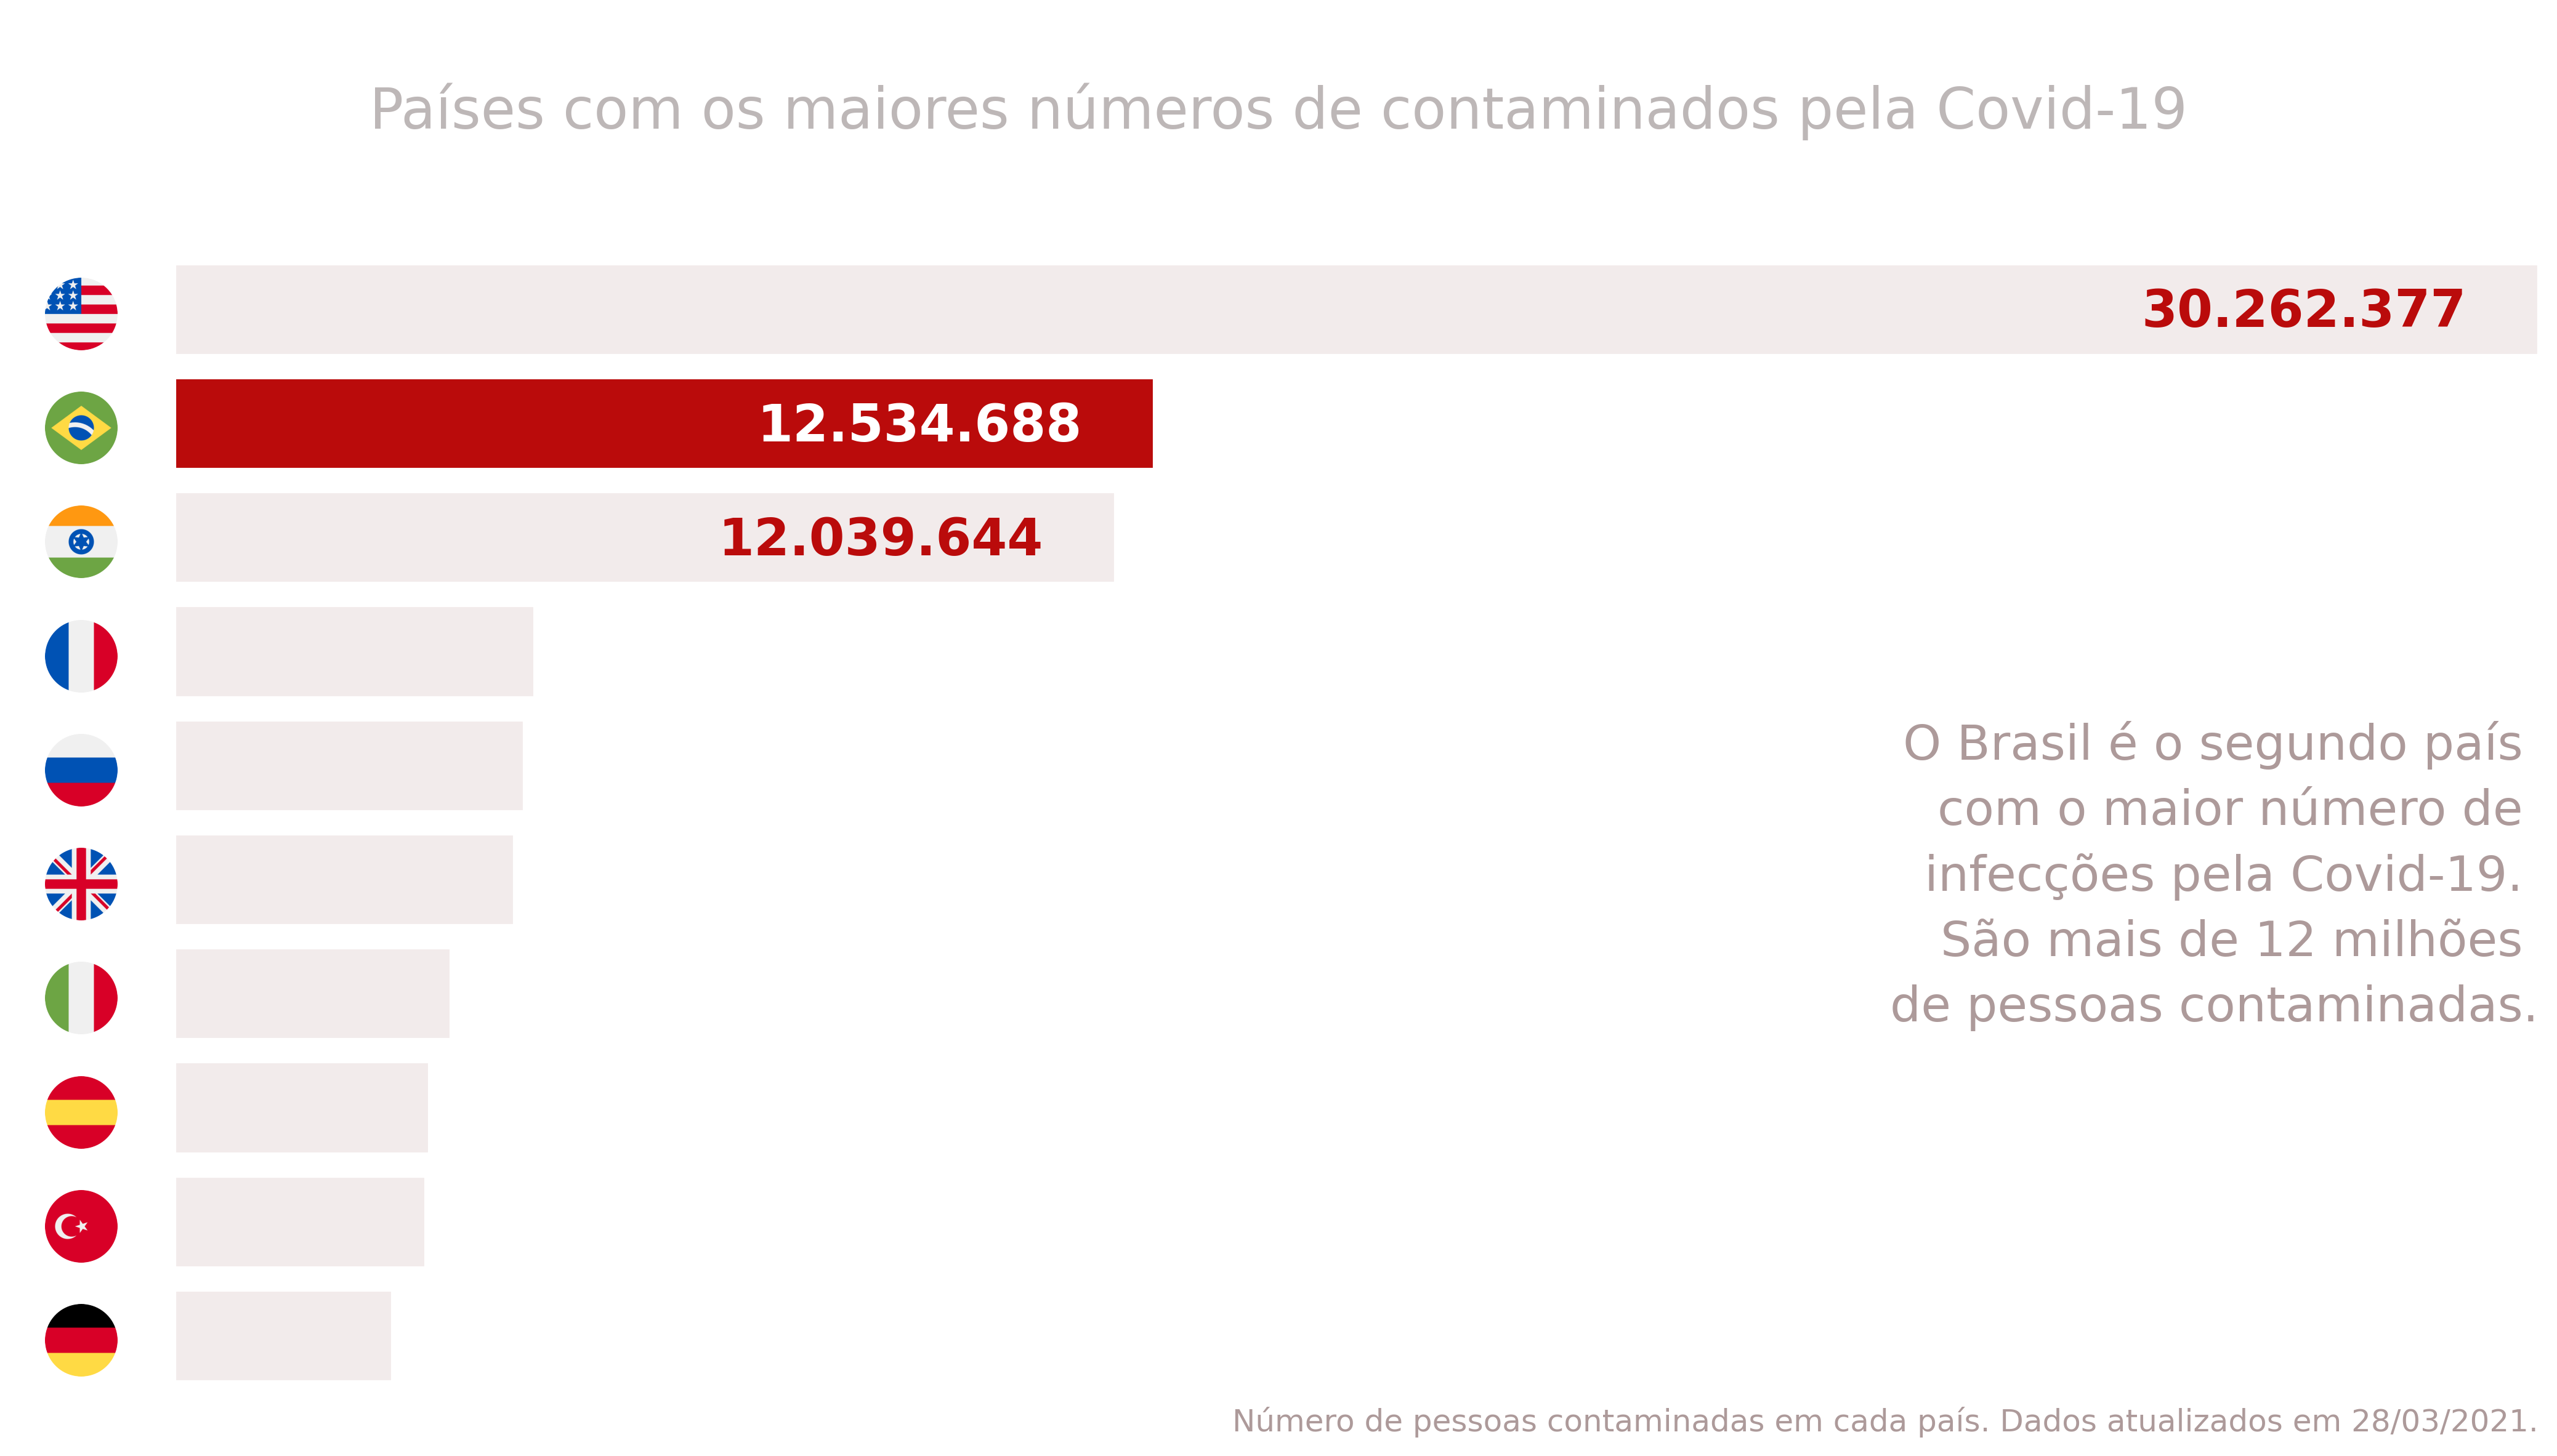 Países com os maiores números de contaminados pela Covid-19
30.262.377
12.534.688
12.039.644
O Brasil é o segundo país
com o maior número de
infecções pela Covid-19.
São mais de 12 milhões
de pessoas contaminadas.
Número de pessoas contaminadas em cada país. Dados atualizados em 28/03/2021.